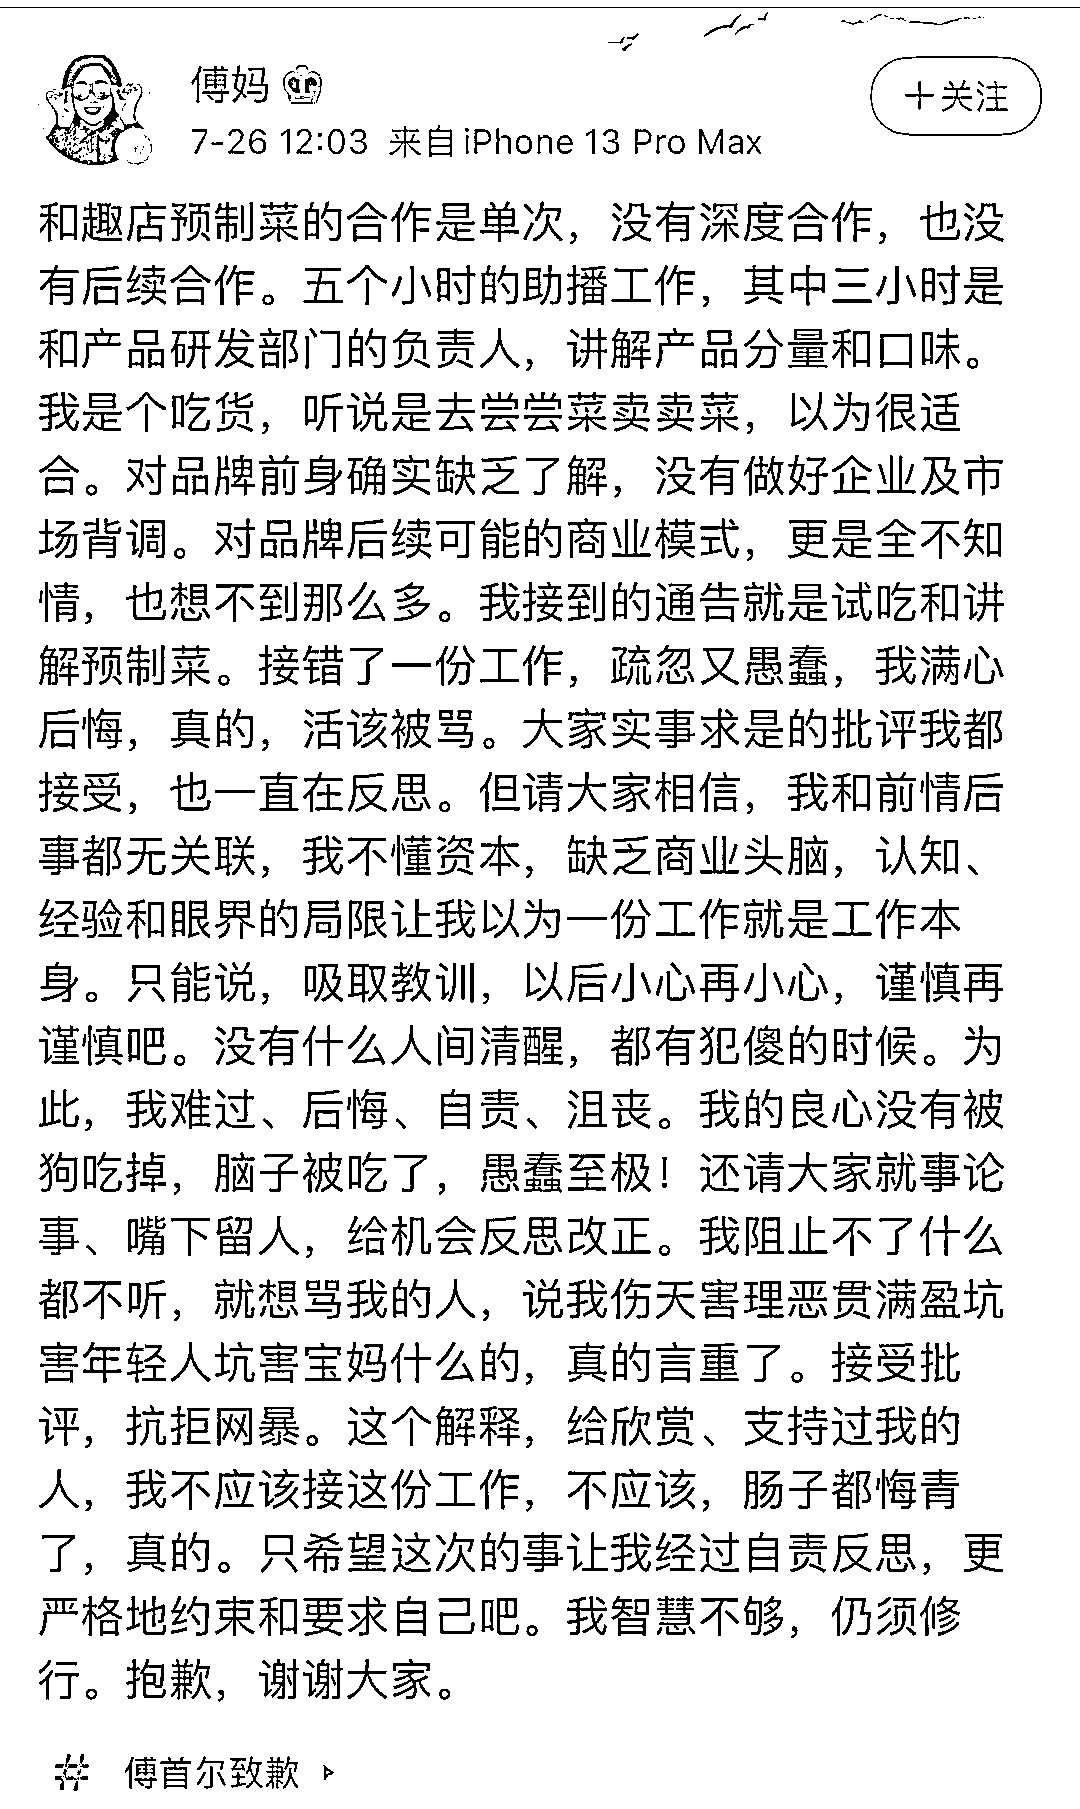 傅妈
+关注
7-26 12:03 来自iPhone 13 Pro Max
和趣店预制菜的合作是单次，没有深度合作，也没
有后续合作。五个小时的助播工作，其中三小时是
和产品研发部门的负责人，讲解产品分量和口味。
我是个吃货，听说是去尝尝菜卖卖菜，以为很适
合。对品牌前身确实缺乏了解，没有做好企业及市
场背调。对品牌后续可能的商业模式，更是全不知
情，也想不到那么多。我接到的通告就是试吃和讲
解预制菜。接错了一份工作，疏忽又愚蠢，我满心
后悔，真的，活该被骂。大家实事求是的批评我都
接受，也一直在反思。但请大家相信，我和前情后
事都无关联，我不懂资本，缺乏商业头脑，认知、
经验和眼界的局限让我以为一份工作就是工作本
身。只能说，吸取教训，以后小心再小心，谨慎再
谨慎吧。没有什么人间清醒，都有犯傻的时候。为
此，我难过、后悔、自责、沮丧。我的良心没有被
狗吃掉，脑子被吃了，愚蠢至极！还请大家就事论
事、嘴下留人，给机会反思改正。我阻止不了什么
都不听，就想骂我的人，说我伤天害理恶贯满盈坑
害年轻人坑害宝妈什么的，真的言重了。接受批
评，抗拒网暴。这个解释，给欣赏、支持过我的
人，我不应该接这份工作，不应该，肠子都悔青
了，真的。只希望这次的事让我经过自责反思，更
严格地约束和要求自己吧。我智慧不够，仍须修
行。抱歉，谢谢大家。
# 傅首尔致歉